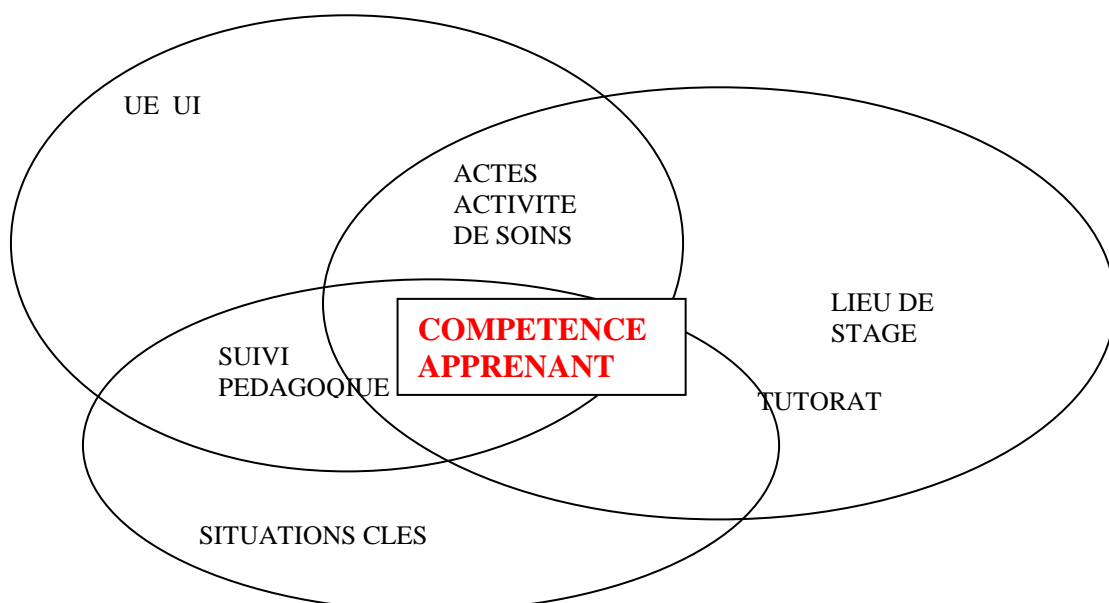 UE UI
ACTES
ACTIVITE
DE SOINS
LIEU DE
STAGE
COMPETENCE
APPRENANT
SUIVI
PEDAGOQIUE
TUTORAT
SITUATIONS CLES